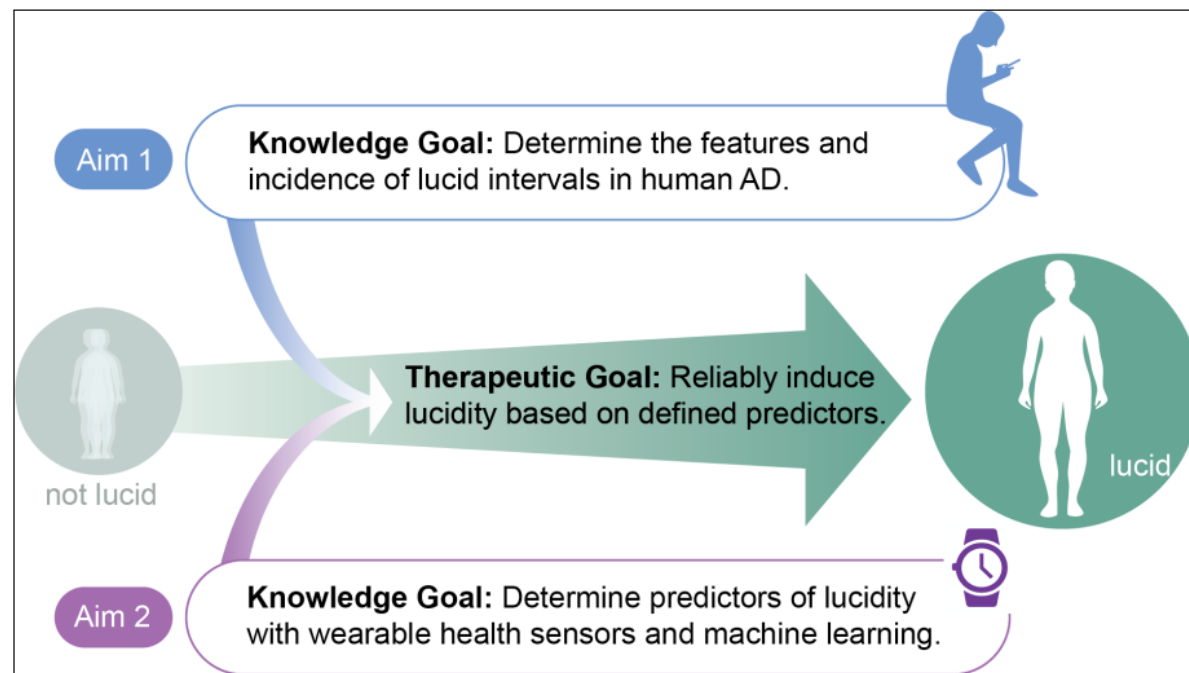 Aim 1
Knowledge Goal: Determine the features and
incidence of lucid intervals in human AD.
not lucid
Therapeutic Goal: Reliably induce
lucidity based on defined predictors.
lucid
Aim 2
Knowledge Goal: Determine predictors of lucidity
with wearable health sensors and machine learning.